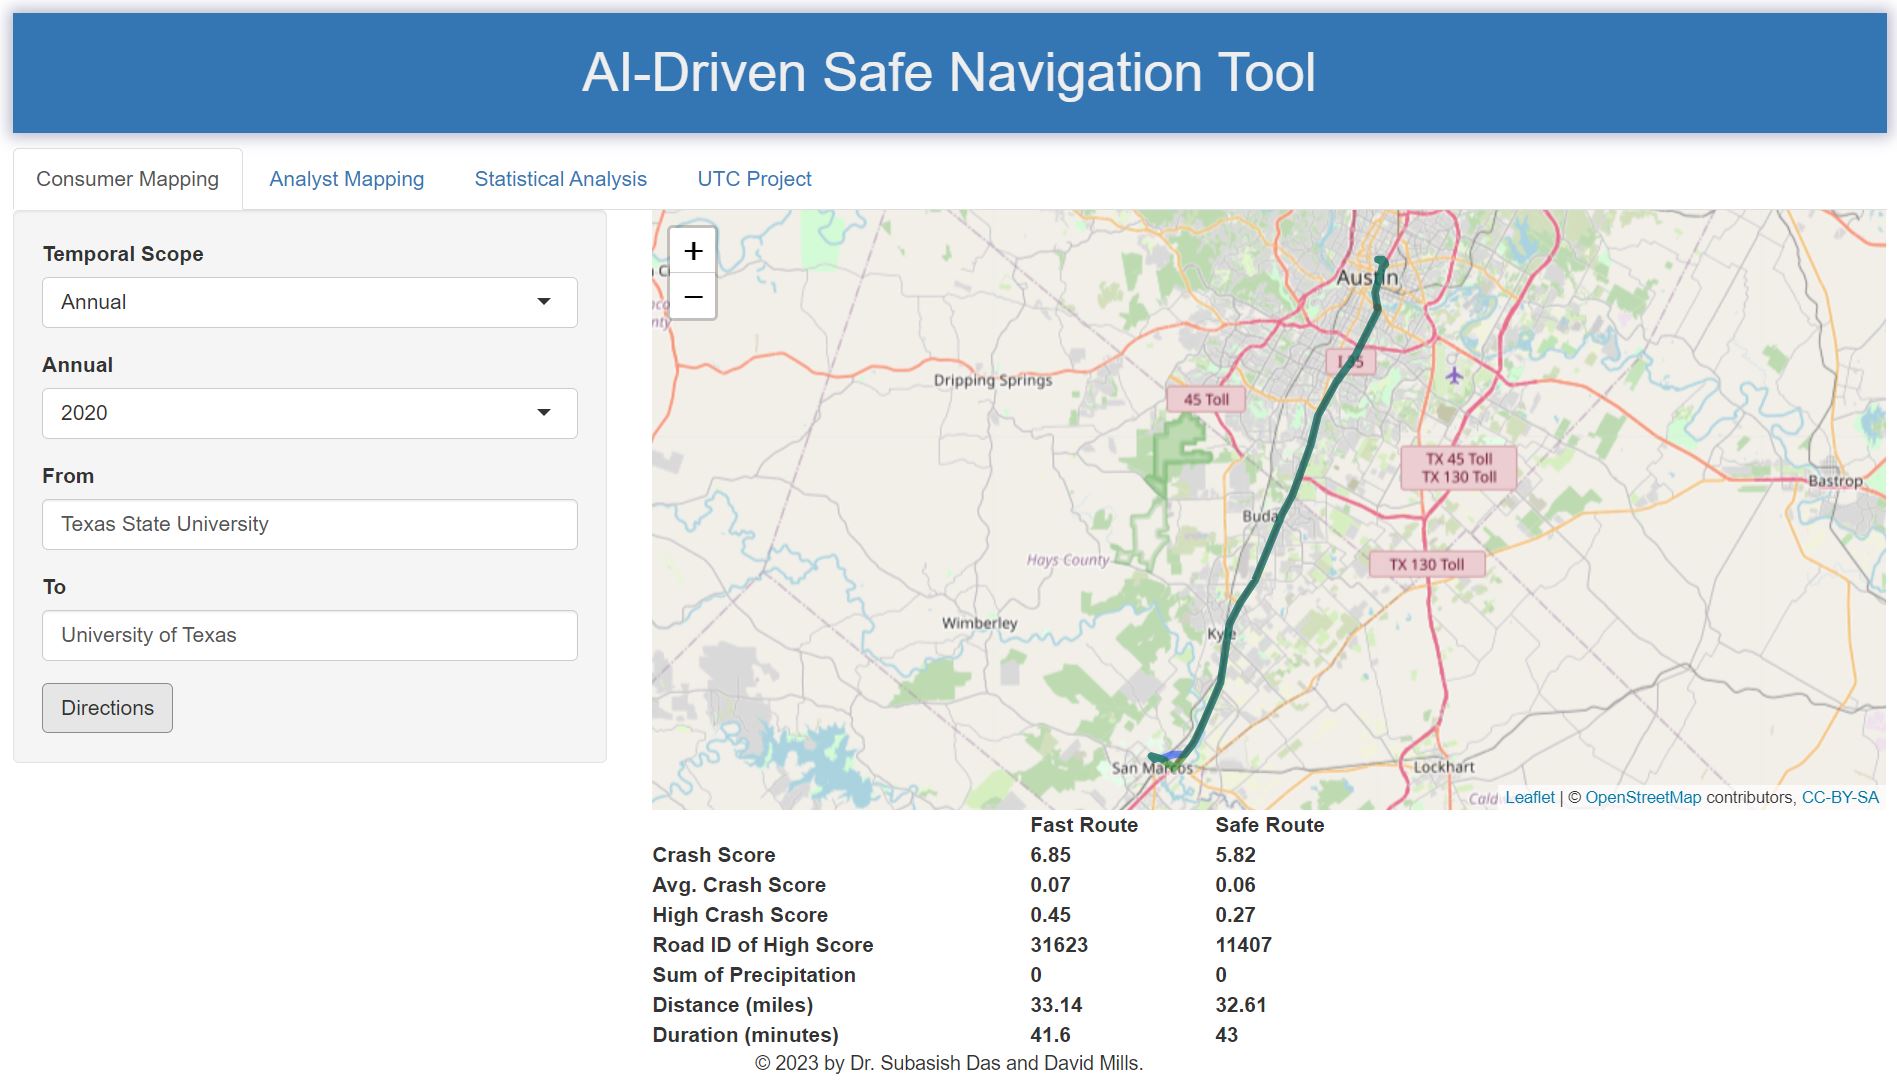 AI-Driven Safe Navigation Tool
Consumer Mapping Analyst Mapping Statistical Analysis UTC Project
Temporal Scope
Annual
Annual
2020
From
Texas State University
To
University of Texas
Directions
+
−
Austin
I 35
Dripping Springs
45 Toll
TX 45 Toll
TX 130 Toll
Bastrop
Buda
Hays County
TX 130 Toll
Wimberley
Kyle
San Marcos
Lockhart
Leaflet | © OpenStreetMap contributors, CC-BY-SA
Fast Route Safe Route
Crash Score 6.85 5.82
Avg. Crash Score 0.07 0.06
High Crash Score 0.45 0.27
Road ID of High Score 31623 11407
Sum of Precipitation 0 0
Distance (miles) 33.14 32.61
Duration (minutes) 41.6 43
© 2023 by Dr. Subasish Das and David Mills.